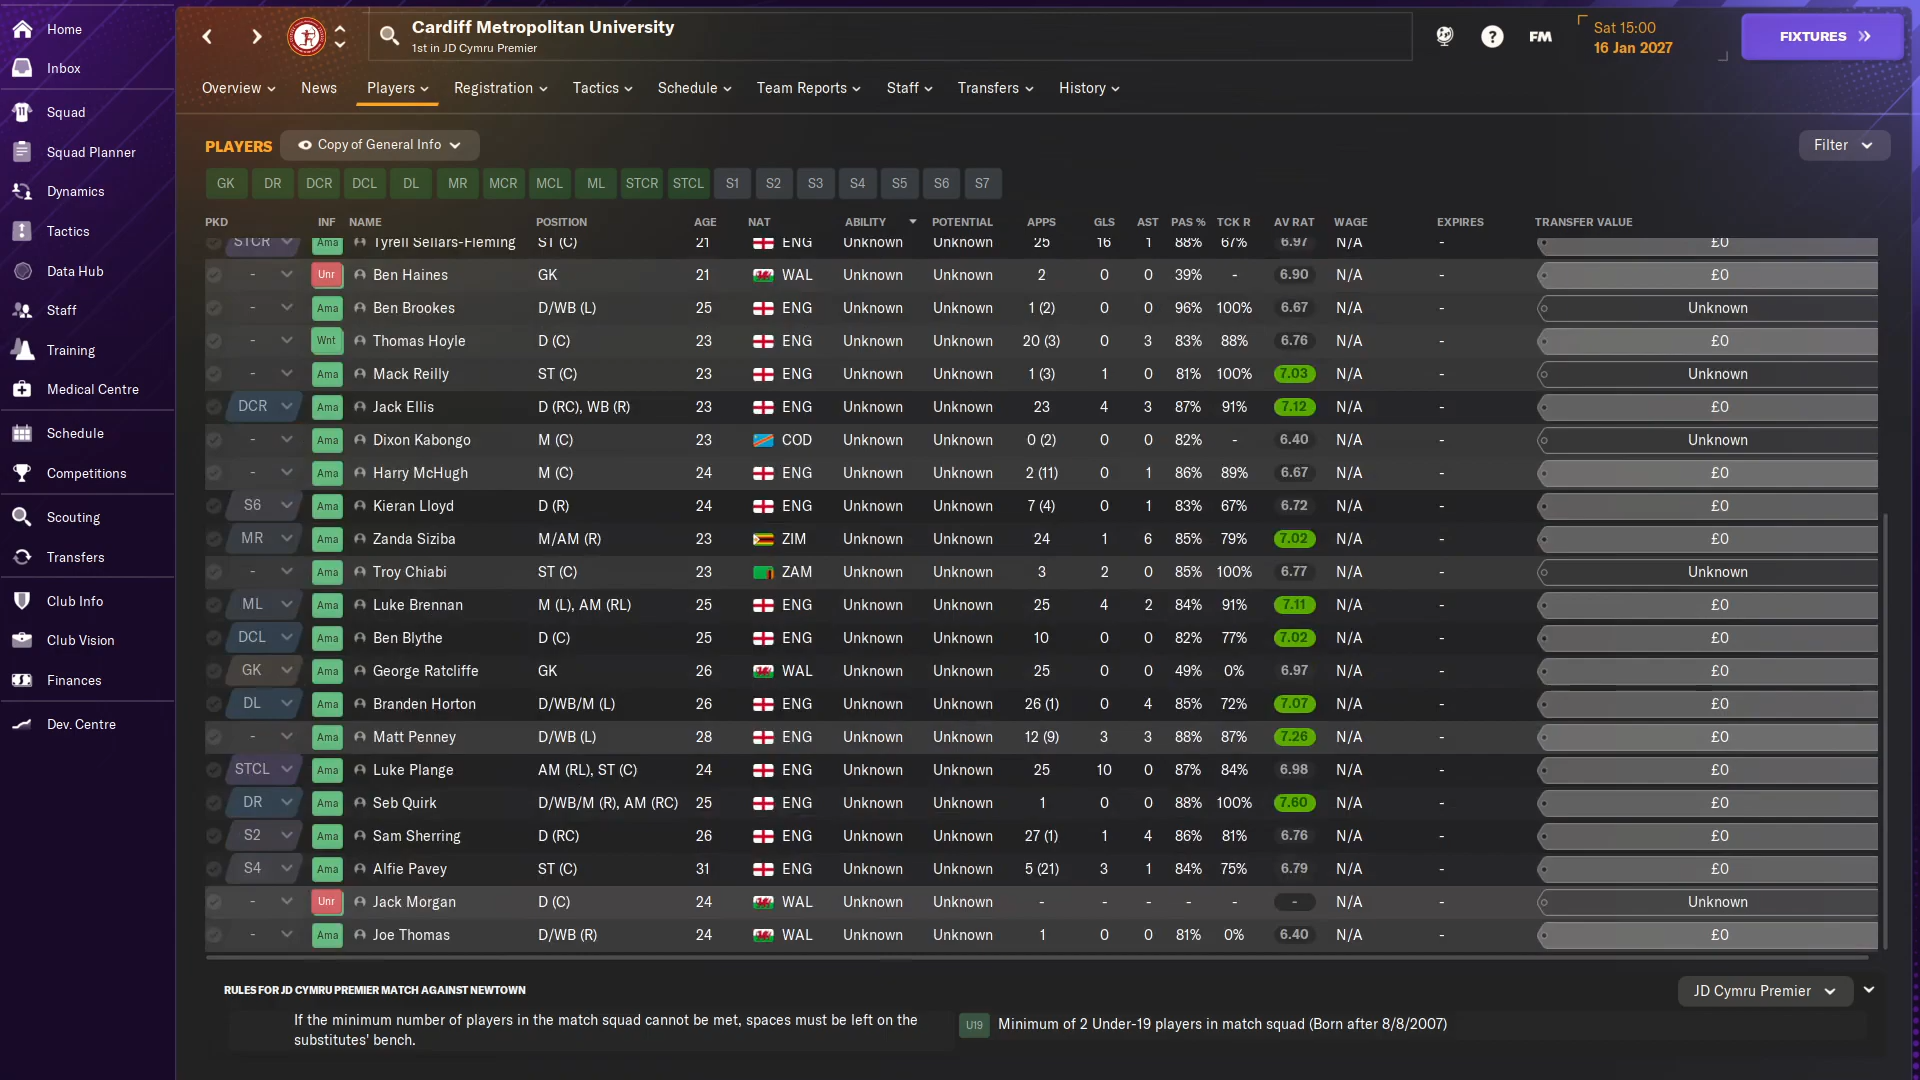 Home
Inbox
Squad
Squad Planner
Dynamics
Tactics
Data Hub
Staff
Training
Medical Centre
Schedule
Competitions
Scouting
Transfers
Club Info
Club Vision
Finances
Dev. Centre
Cardiff Metropolitan University
1st in JD Cymru Premier
FM
Sat 15:00
16 Jan 2027
FIXTURES
Overview News Players Registration Tactics Schedule Team Reports Staff Transfers History
PLAYERS Copy of General Info Filter
GK DR DCR DCL DL MR MCR MCL ML STCR STCL S1 S2 S3 S4 S5 S6 S7
PKD INF NAME POSITION AGE NAT ABILITY POTENTIAL APPS GLS AST PAS % TCK R AV RAT WAGE EXPIRES TRANSFER VALUE
STCR Ama Tyrell Sellars-Fleming ST (C) 21 ENG Unknown Unknown 25 16 1 88% 67% 6.97 N/A - £0
- Unr Ben Haines GK 21 WAL Unknown Unknown 2 0 0 39% - 6.90 N/A - £0
- Ama Ben Brookes D/WB (L) 25 ENG Unknown Unknown 1 (2) 0 0 96% 100% 6.67 N/A - Unknown
- Wnt Thomas Hoyle D (C) 23 ENG Unknown Unknown 20 (3) 0 3 83% 88% 6.76 N/A - £0
- Ama Mack Reilly ST (C) 23 ENG Unknown Unknown 1 (3) 1 0 81% 100% 7.03 N/A - Unknown
DCR Ama Jack Ellis D (RC), WB (R) 23 ENG Unknown Unknown 23 4 3 87% 91% 7.12 N/A - £0
- Ama Dixon Kabongo M (C) 23 COD Unknown Unknown 0 (2) 0 0 82% - 6.40 N/A - Unknown
- Ama Harry McHugh M (C) 24 ENG Unknown Unknown 2 (11) 0 1 86% 89% 6.67 N/A - £0
S6 Ama Kieran Lloyd D (R) 24 ENG Unknown Unknown 7 (4) 0 1 83% 67% 6.72 N/A - £0
MR Ama Zanda Siziba M/AM (R) 23 ZIM Unknown Unknown 24 1 6 85% 79% 7.02 N/A - £0
- Ama Troy Chiabi ST (C) 23 ZAM Unknown Unknown 3 2 0 85% 100% 6.77 N/A - Unknown
ML Ama Luke Brennan M (L), AM (RL) 25 ENG Unknown Unknown 25 4 2 84% 91% 7.11 N/A - £0
DCL Ama Ben Blythe D (C) 25 ENG Unknown Unknown 10 0 0 82% 77% 7.02 N/A - £0
GK Ama George Ratcliffe GK 26 WAL Unknown Unknown 25 0 0 49% 0% 6.97 N/A - £0
DL Ama Branden Horton D/WB/M (L) 26 ENG Unknown Unknown 26 (1) 0 4 85% 72% 7.07 N/A - £0
- Ama Matt Penney D/WB (L) 28 ENG Unknown Unknown 12 (9) 3 3 88% 87% 7.26 N/A - £0
STCL Ama Luke Plange AM (RL), ST (C) 24 ENG Unknown Unknown 25 10 0 87% 84% 6.98 N/A - £0
DR Ama Seb Quirk D/WB/M (R), AM (RC) 25 ENG Unknown Unknown 1 0 0 88% 100% 7.60 N/A - £0
S2 Ama Sam Sherring D (RC) 26 ENG Unknown Unknown 27 (1) 1 4 86% 81% 6.76 N/A - £0
S4 Ama Alfie Pavey ST (C) 31 ENG Unknown Unknown 5 (21) 3 1 84% 75% 6.79 N/A - £0
- Unr Jack Morgan D (C) 24 WAL Unknown Unknown - - - - - - N/A - Unknown
- Ama Joe Thomas D/WB (R) 24 WAL Unknown Unknown 1 0 0 81% 0% 6.40 N/A - £0
RULES FOR JD CYMRU PREMIER MATCH AGAINST NEWTOWN
JD Cymru Premier
If the minimum number of players in the match squad cannot be met, spaces must be left on the
substitutes' bench.
U19 Minimum of 2 Under-19 players in match squad (Born after 8/8/2007)